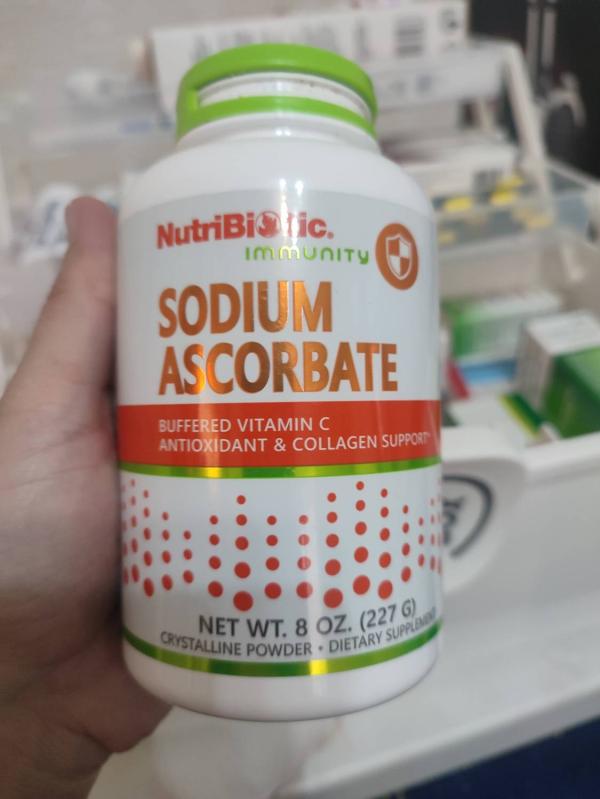 NutriBiotic.
IMMUNITY
SODIUM
ASCORBATE
BUFFERED VITAMIN C
ANTIOXIDANT & COLLAGEN SUPPORT*
NET WT. 8 OZ. (227 G)
CRYSTALLINE POWDER • DIETARY SUPPLEMENT